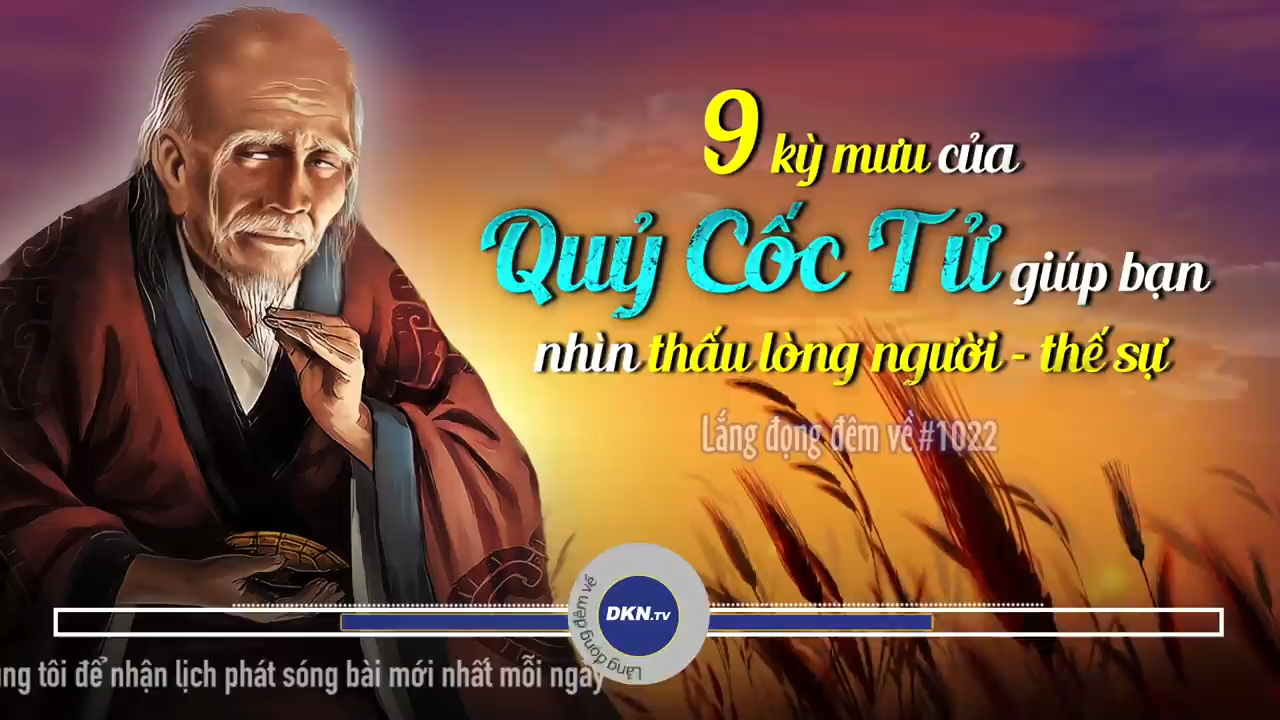 9 kỳ mưu của
Quỷ Cốc Tử giúp bạn
nhìn thấu lòng người - thế sự
Lắng đọng đêm về #1022
DKN.TV
Lắng đọng đêm về
tôi để nhận lịch phát sóng bài mới nhất mỗi ngày